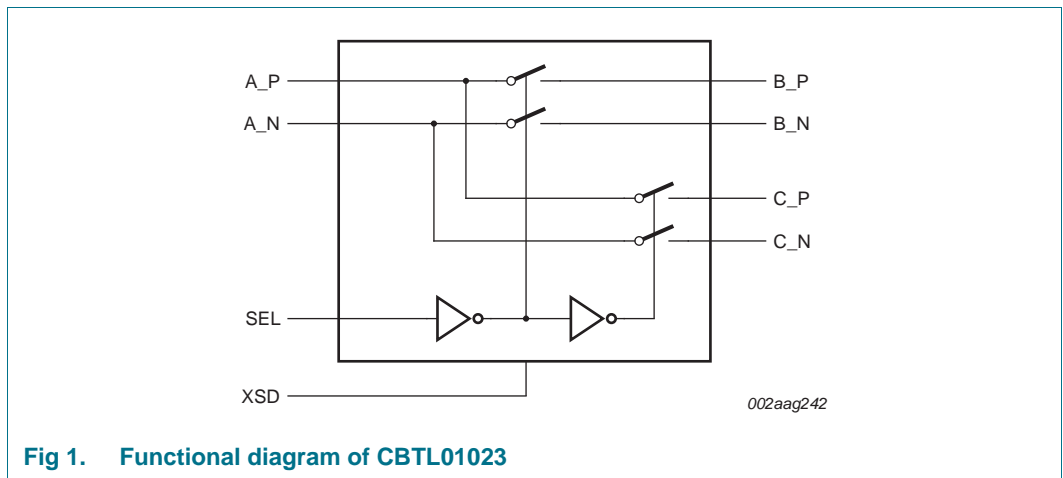 A_P
B_P
A_N
B_N
C_P
C_N
SEL
XSD
002aag242
Fig 1. Functional diagram of CBTL01023